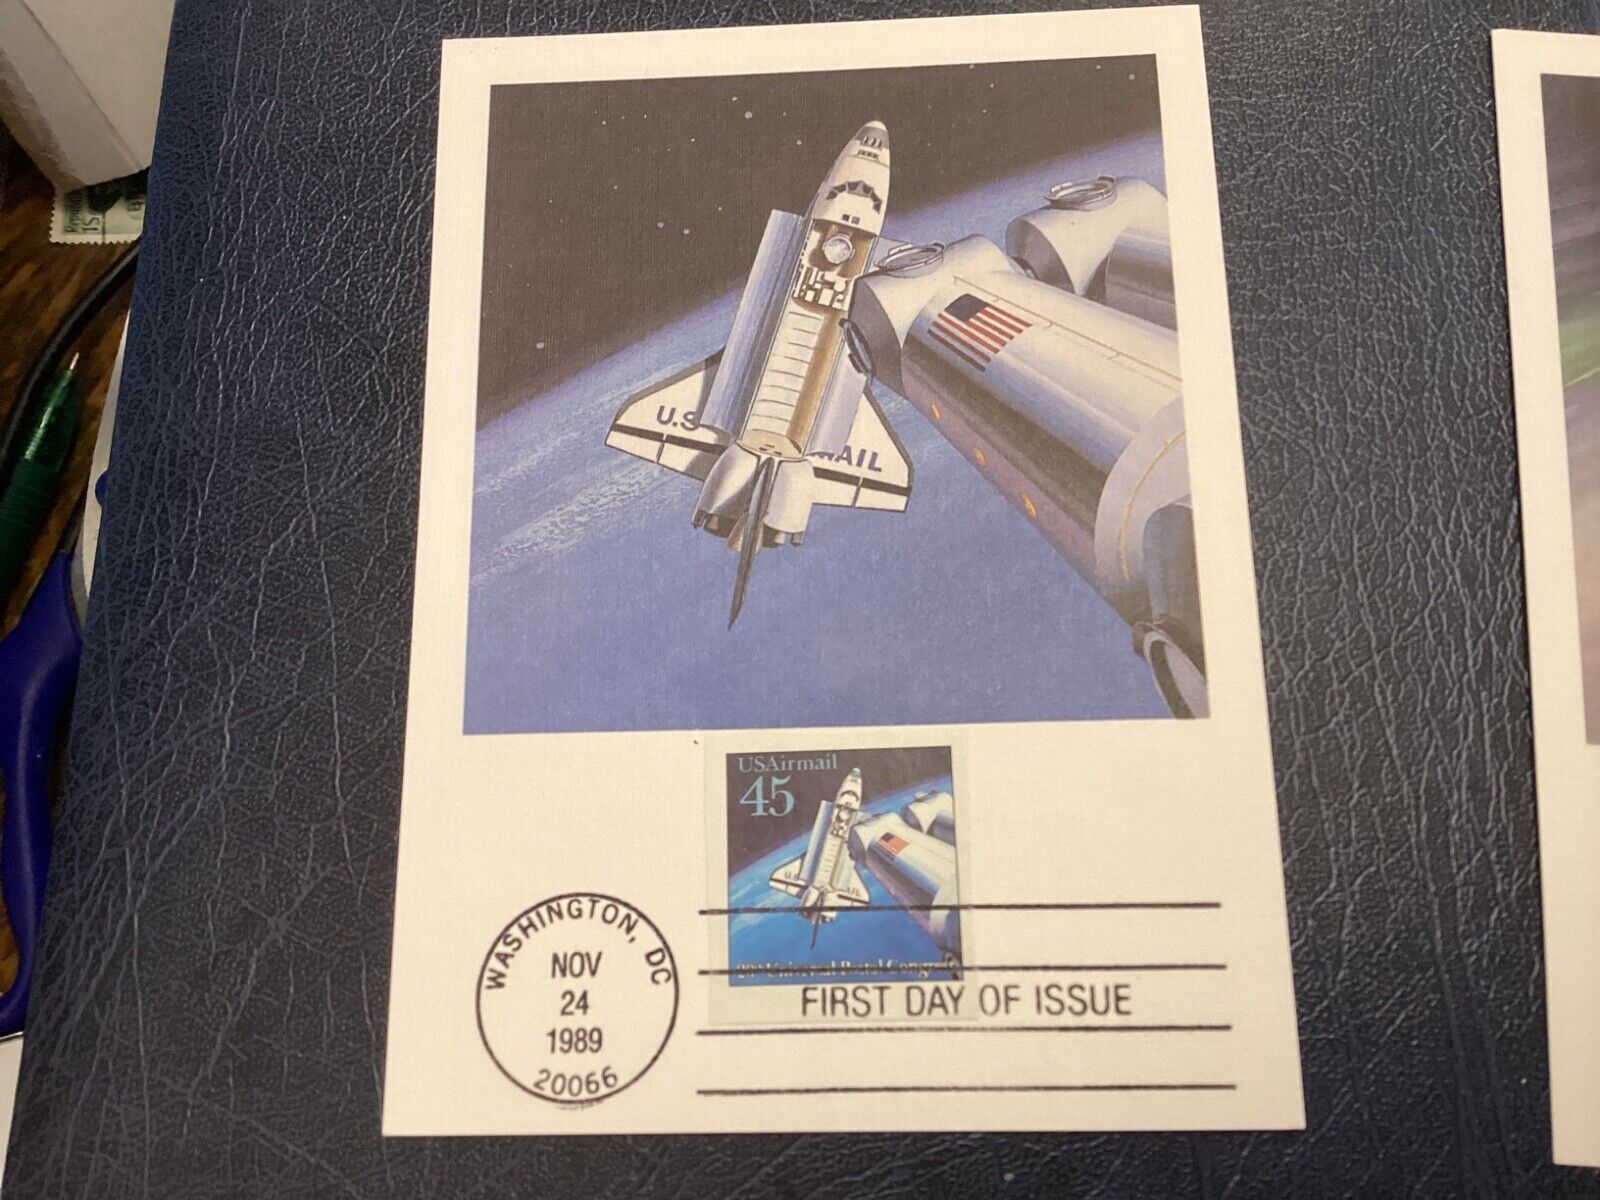 U.S MAIL
USAirmail
45
20th Universal Postal Congress
WASHINGTON, DC
NOV
24
1989
20066
FIRST DAY OF ISSUE